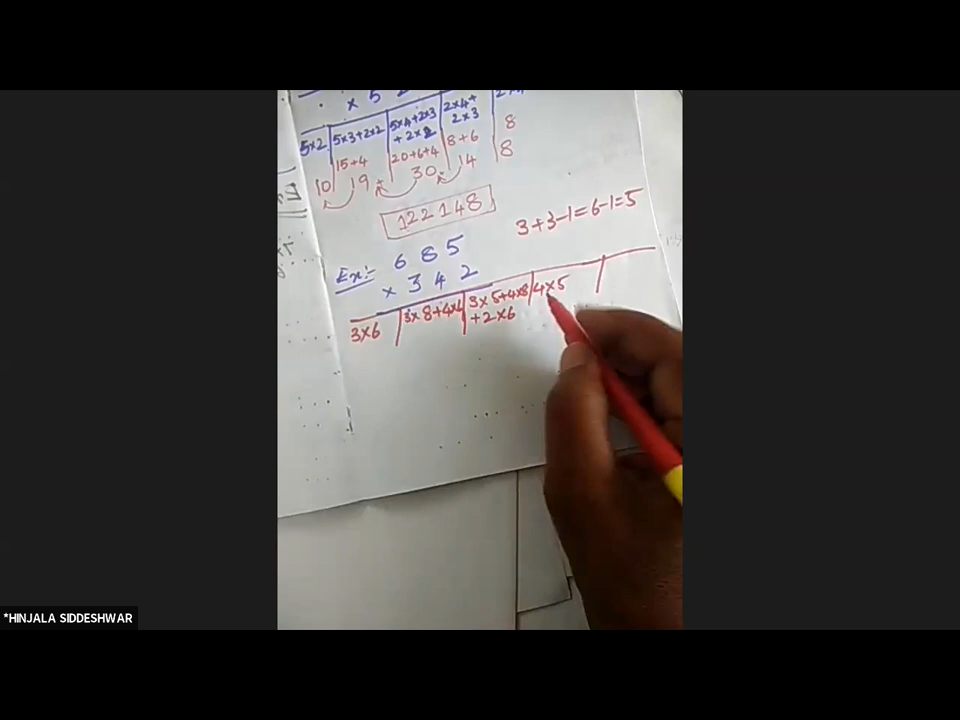 × 5 2
5×2 5×3+2×2 5×4+2×3 2×4+
+2×2 2×3
15+4 20+6+4 8+6 8
10 19 30 14 8
122148
3+3-1=6-1=5
Ex:- 6 8 5
× 3 4 2
3×6 3×8+4×6 3×5+4×8 4×5
+2×6
*HINJALA SIDDESHWAR